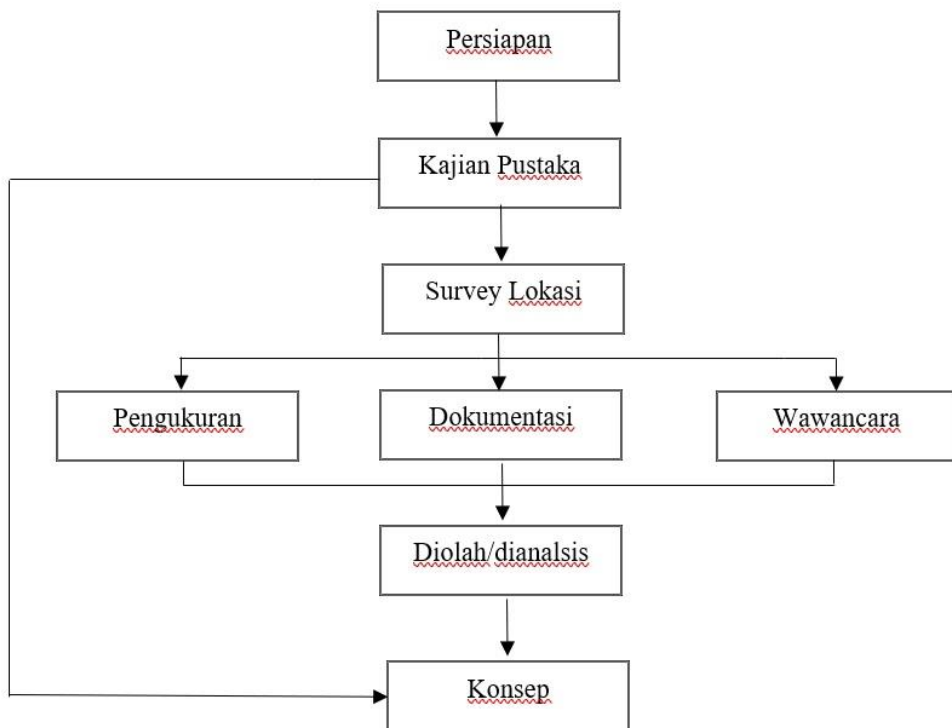 Persiapan
Kajian Pustaka
Survey Lokasi
Pengukuran
Dokumentasi
Wawancara
Diolah/dianalsis
Konsep